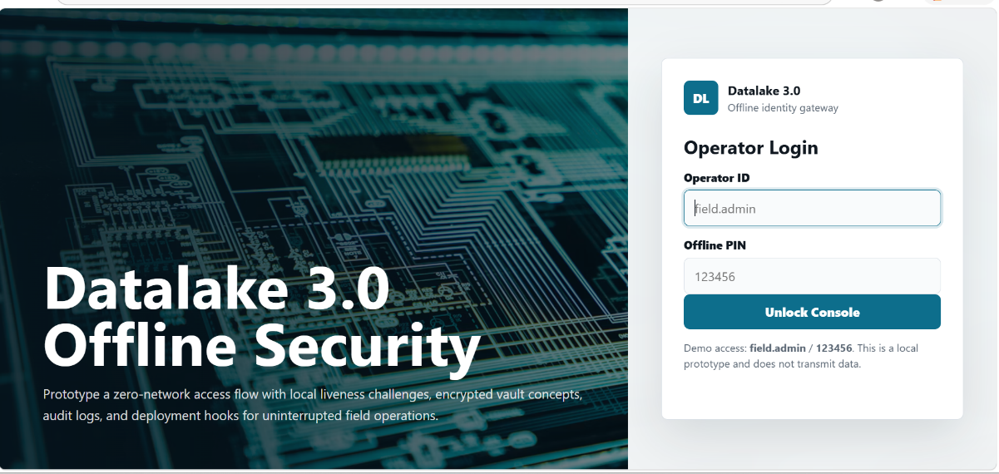 Datalake 3.0
Offline Security
Prototype a zero-network access flow with local liveness challenges, encrypted vault concepts,
audit logs, and deployment hooks for uninterrupted field operations.
DL
Datalake 3.0
Offline identity gateway
Operator Login
Operator ID
field.admin
Offline PIN
123456
Unlock Console
Demo access: field.admin / 123456. This is a local
prototype and does not transmit data.